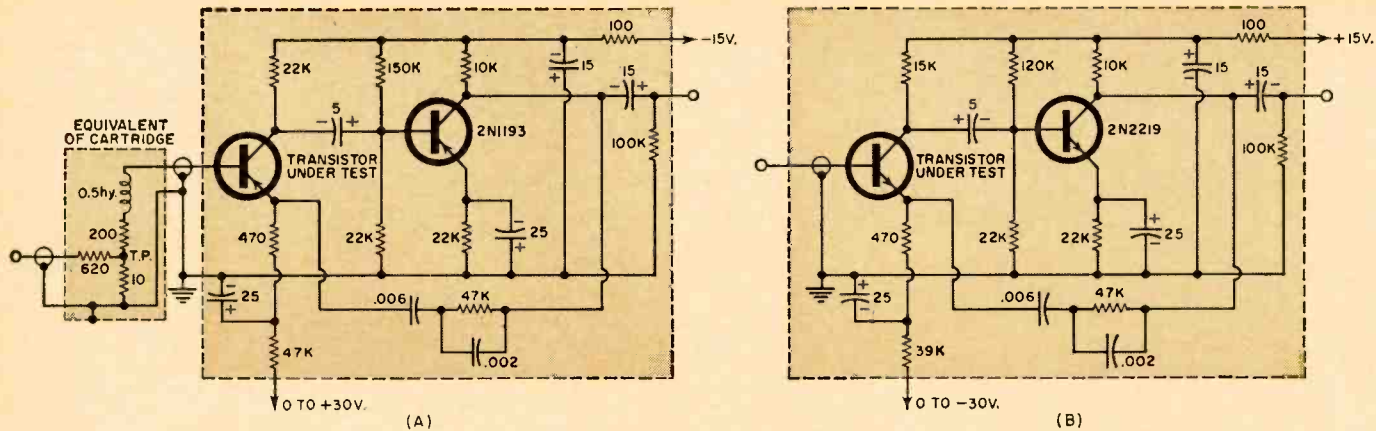 100
-15V.
22K
150K
10K
-
+
15
15
-
+
5
-
+
2N1193
100K
EQUIVALENT
OF CARTRIDGE
TRANSISTOR
UNDER TEST
0.5hy.
200
T.P.
620
10
470
22K
22K
-
+
25
-
25
+
.006
47K
.002
47K
0 TO +30V.
(A)
100
+15V.
15K
120K
10K
+
-
15
15
+
-
5
+
-
2N2219
100K
TRANSISTOR
UNDER TEST
470
22K
22K
+
-
25
+
25
-
.006
47K
.002
39K
0 TO -30V.
(B)